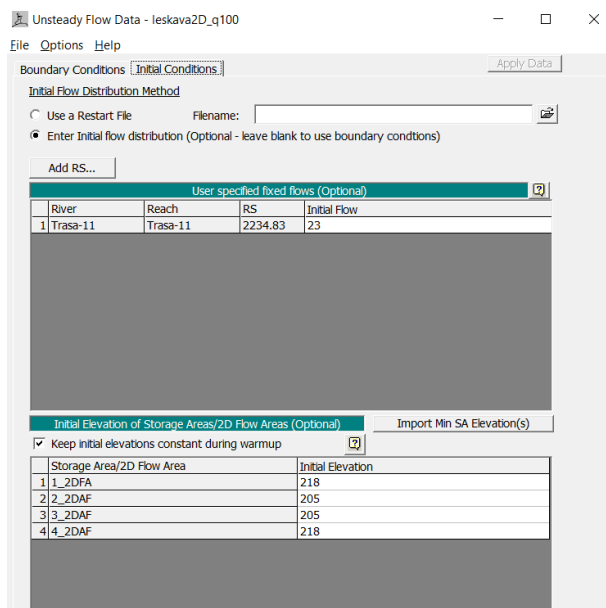 Unsteady Flow Data - leskava2D_q100
File Options Help
Boundary Conditions Initial Conditions Apply Data
Initial Flow Distribution Method
Use a Restart File Filename:
Enter Initial flow distribution (Optional - leave blank to use boundary condtions)
Add RS...
User specified fixed flows (Optional)
River Reach RS Initial Flow
1 Trasa-11 Trasa-11 2234.83 23
Initial Elevation of Storage Areas/2D Flow Areas (Optional) Import Min SA Elevation(s)
Keep initial elevations constant during warmup
Storage Area/2D Flow Area Initial Elevation
1 1_2DFA 218
2 2_2DAF 205
3 3_2DAF 205
4 4_2DAF 218